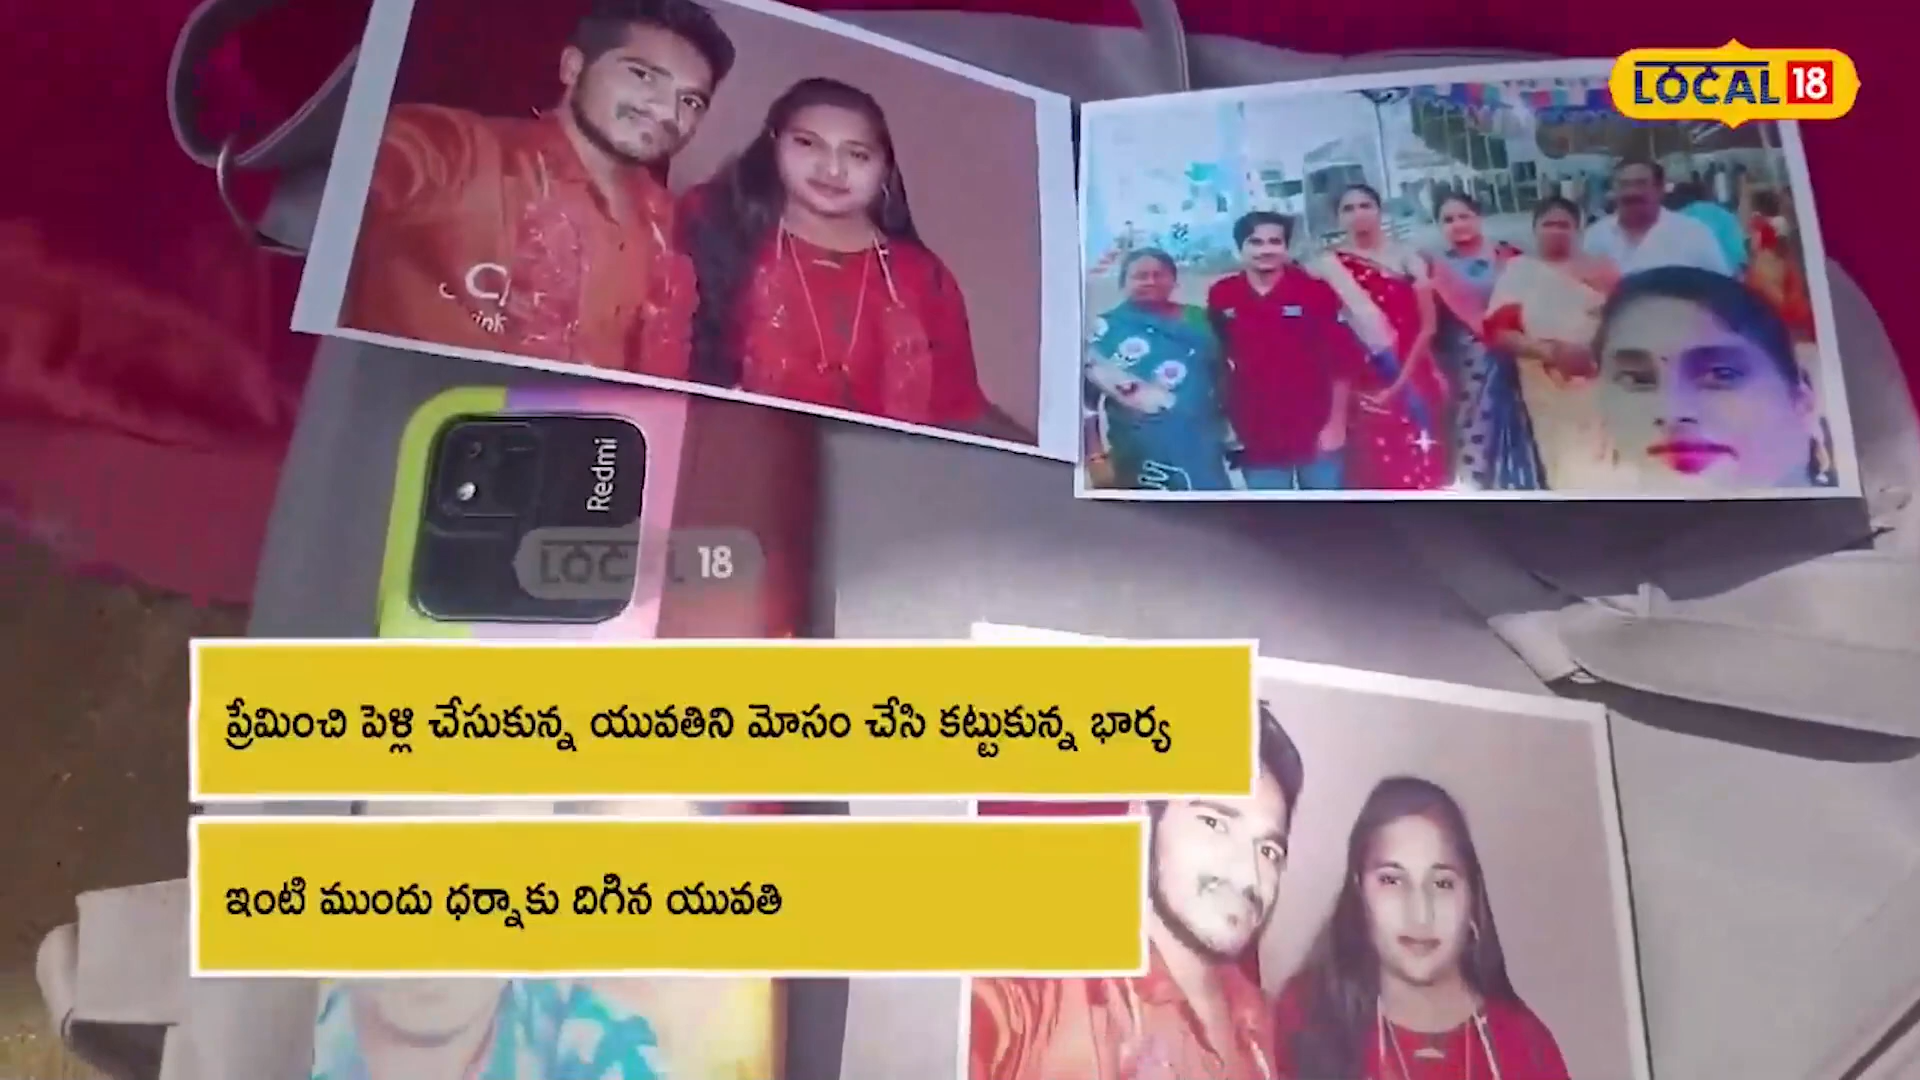 LOCAL 18
Redmi
LOCAL 18
ప్రేమించి పెళ్లి చేసుకున్న యువతిని మోసం చేసి కట్టుకున్న భార్య
ఇంటి ముందు ధర్నాకు దిగిన యువతి